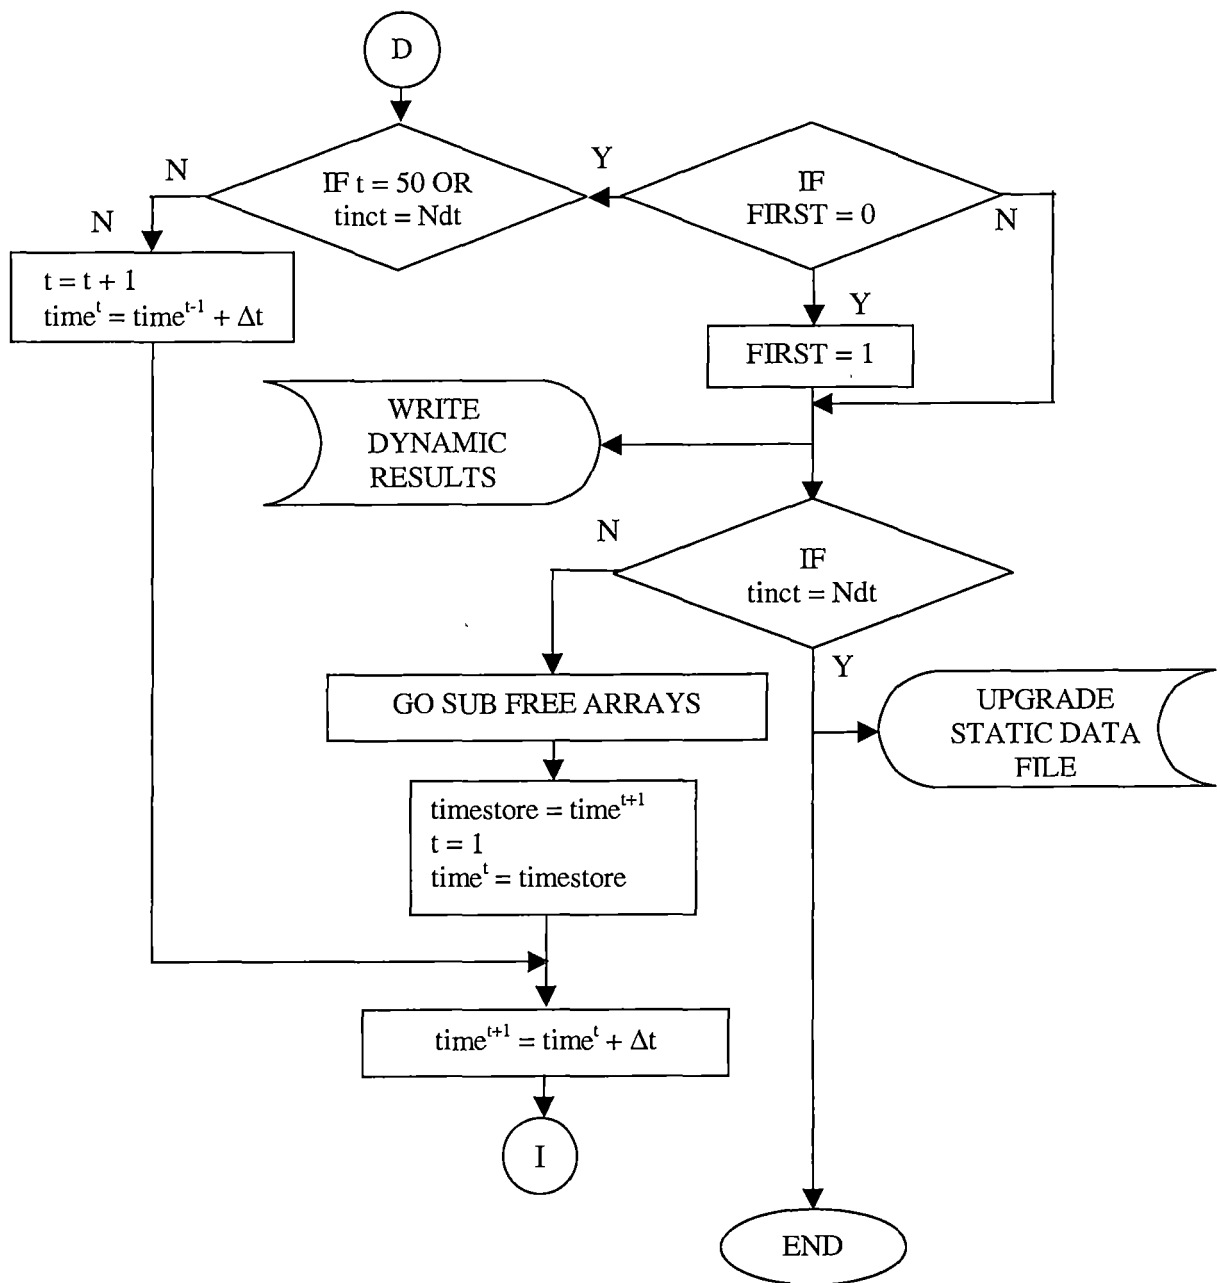 D
N
IF t = 50 OR
tinct = Ndt
Y
IF
FIRST = 0
N
N
t = t + 1
time^t = time^t-1 + Δt
Y
FIRST = 1
WRITE
DYNAMIC
RESULTS
N
IF
tinct = Ndt
Y
GO SUB FREE ARRAYS
UPGRADE
STATIC DATA
FILE
timestore = time^t+1
t = 1
time^t = timestore
time^t+1 = time^t + Δt
I
END